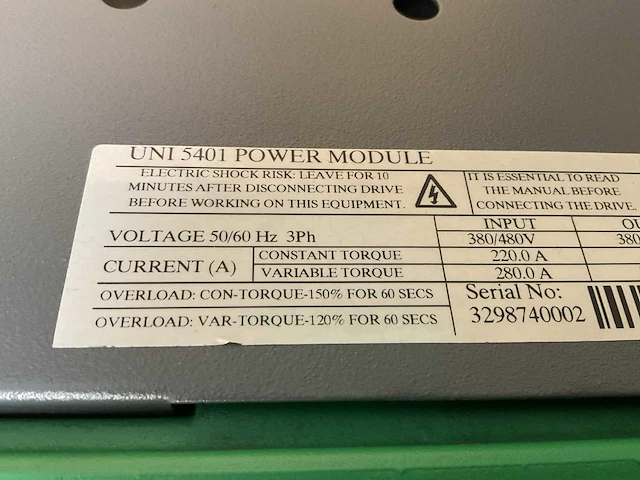 UNI 5401 POWER MODULE
ELECTRIC SHOCK RISK: LEAVE FOR 10
MINUTES AFTER DISCONNECTING DRIVE
BEFORE WORKING ON THIS EQUIPMENT.
IT IS ESSENTIAL TO READ
THE MANUAL BEFORE
CONNECTING THE DRIVE.
INPUT
VOLTAGE 50/60 Hz 3Ph
380/480V
380
CURRENT (A)
CONSTANT TORQUE
220.0 A
VARIABLE TORQUE
280.0 A
OVERLOAD: CON-TORQUE-150% FOR 60 SECS
OVERLOAD: VAR-TORQUE-120% FOR 60 SECS
Serial No:
3298740002